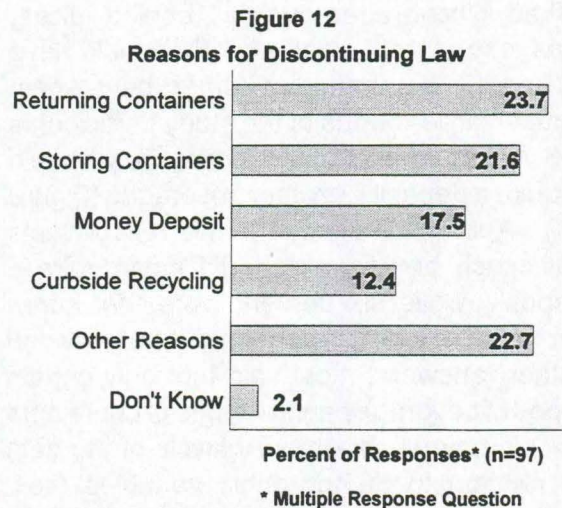 Figure 12
Reasons for Discontinuing Law
Returning Containers 23.7
Storing Containers 21.6
Money Deposit 17.5
Curbside Recycling 12.4
Other Reasons 22.7
Don't Know 2.1
Percent of Responses* (n=97)
* Multiple Response Question